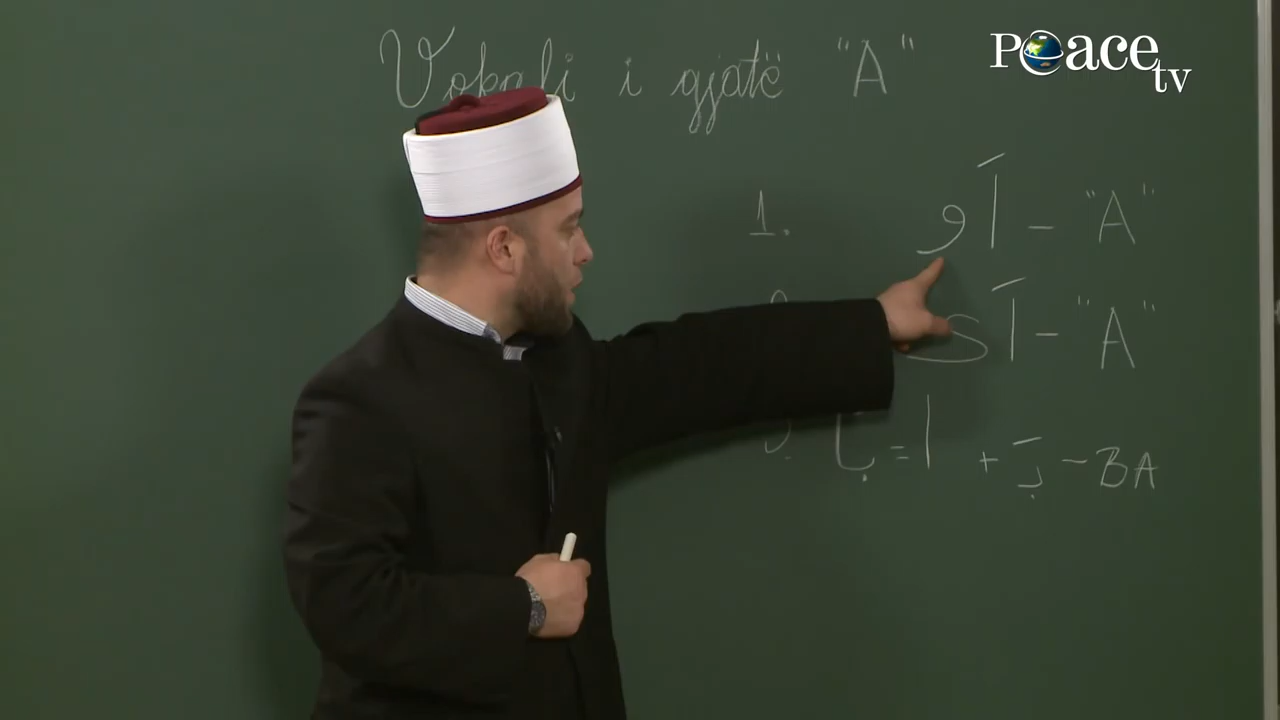 Vokali i gjatë "A"
Peace tv
1. اَو - "A"
اَى - "A"
بَا = ا + بَـ - BA